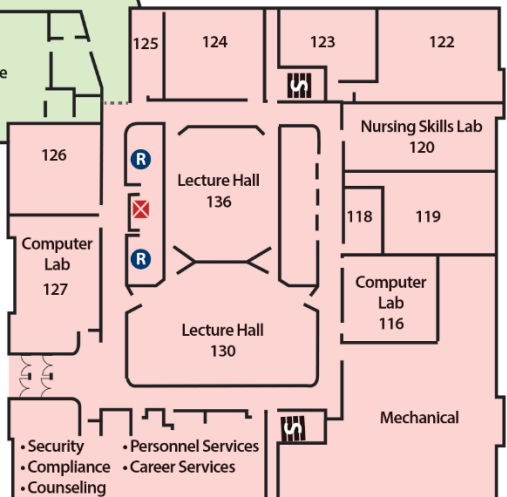 125
124
123
122
e
126
Nursing Skills Lab
120
R
Lecture Hall
136
118
119
Computer
Lab
127
R
Computer
Lab
116
Lecture Hall
130
Mechanical
• Security
• Compliance
• Counseling
• Personnel Services
• Career Services